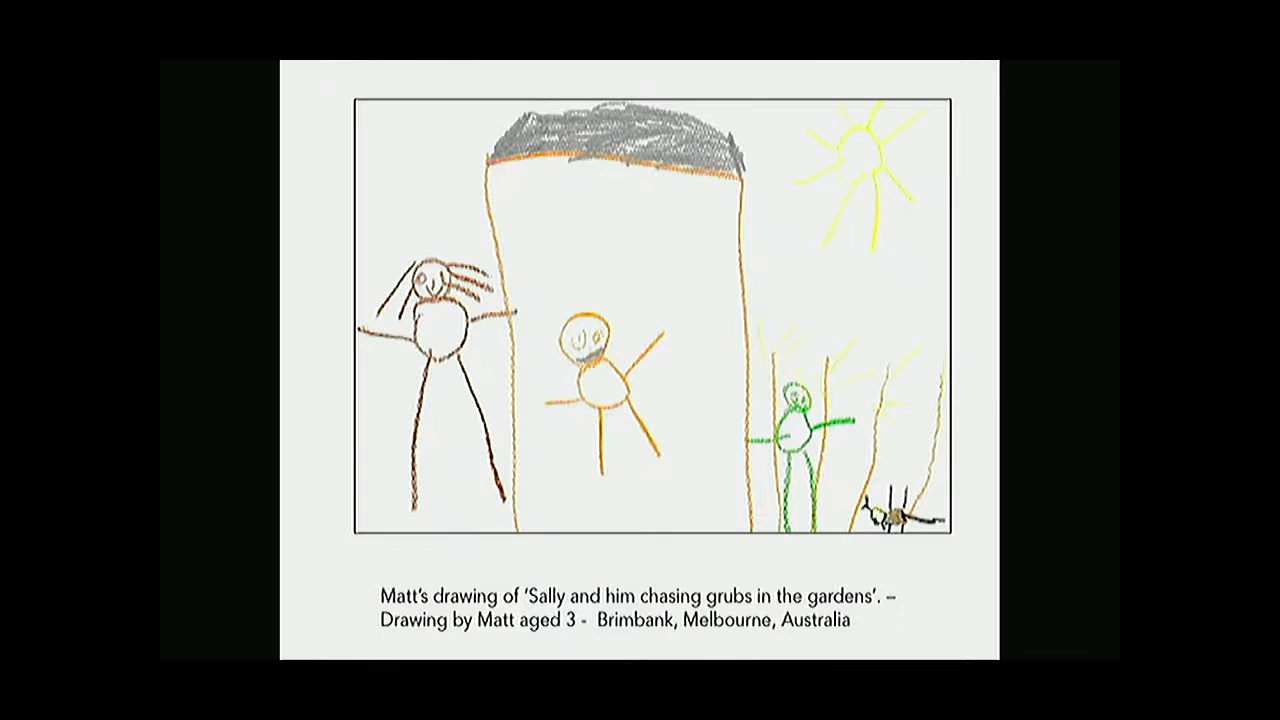 Matt's drawing of 'Sally and him chasing grubs in the gardens'. –
Drawing by Matt aged 3 - Brimbank, Melbourne, Australia